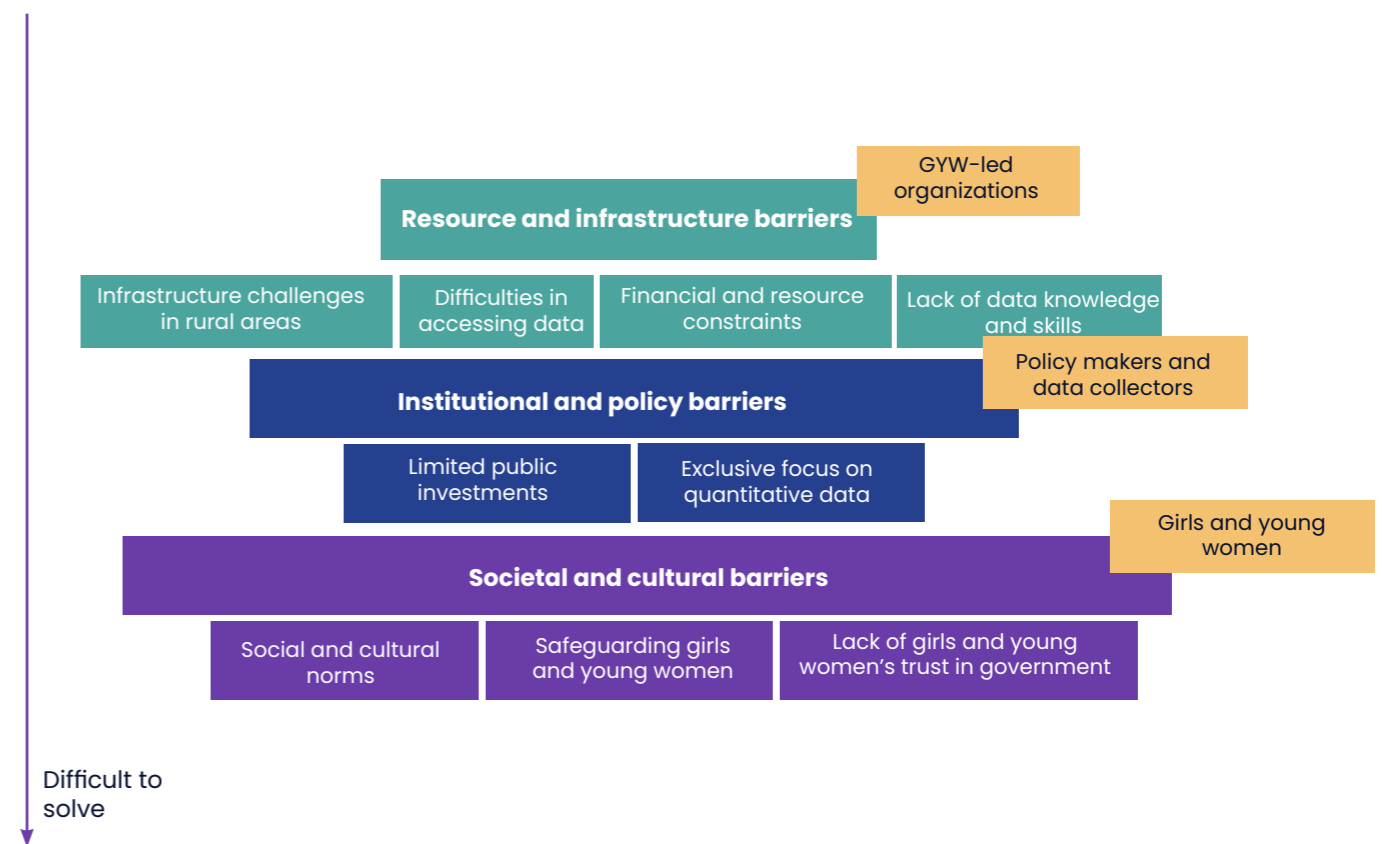 GYW-led
organizations
Resource and infrastructure barriers
Infrastructure challenges
in rural areas
Difficulties in
accessing data
Financial and resource
constraints
Lack of data knowledge
and skills
Policy makers and
data collectors
Institutional and policy barriers
Limited public
investments
Exclusive focus on
quantitative data
Girls and young
women
Societal and cultural barriers
Social and cultural
norms
Safeguarding girls
and young women
Lack of girls and young
women’s trust in government
Difficult to
solve